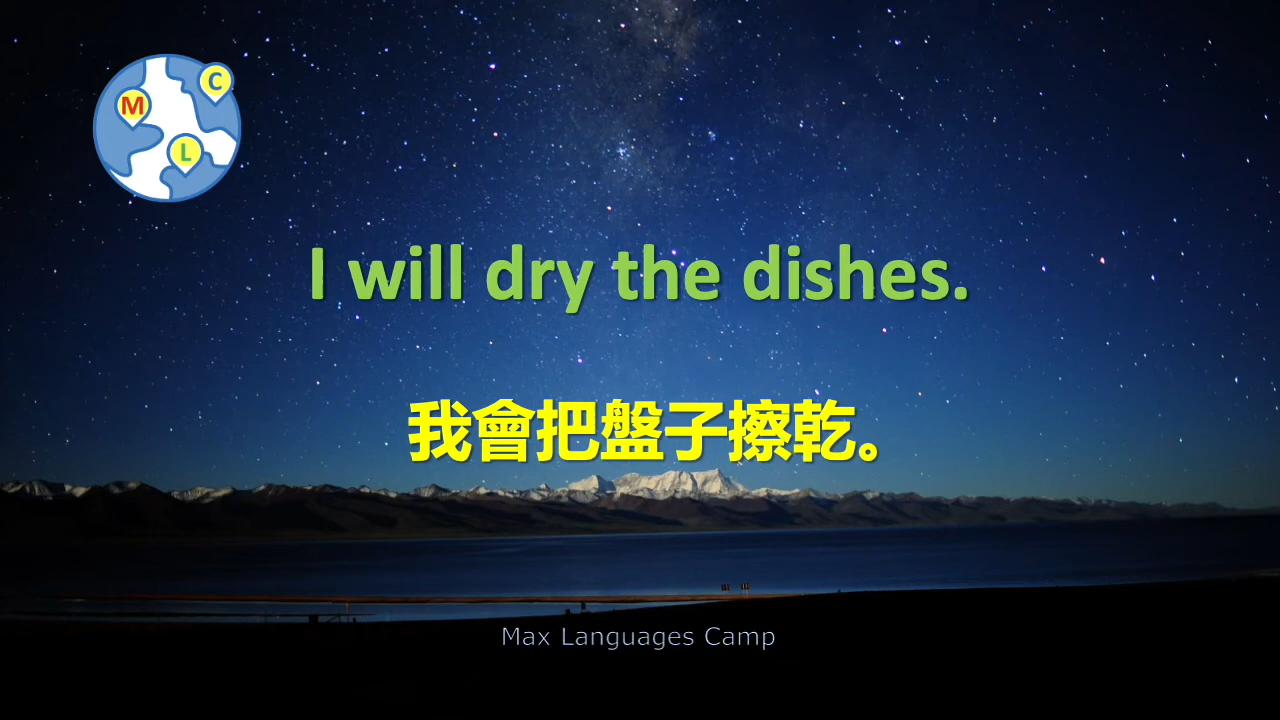 M
C
L
I will dry the dishes.
我會把盤子擦乾。
Max Languages Camp